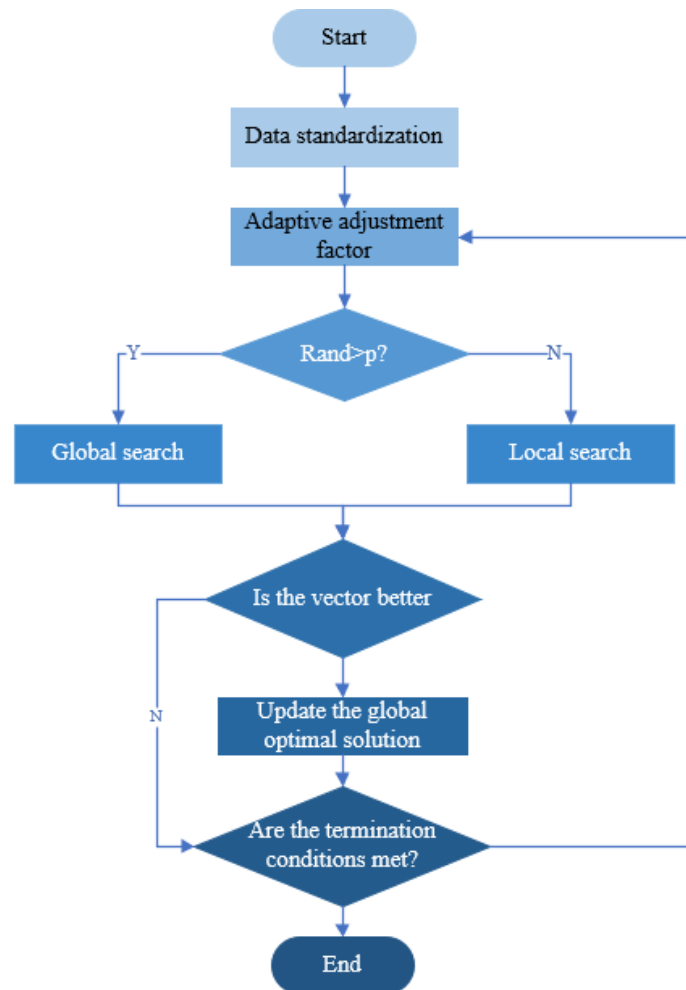 Start
Data standardization
Adaptive adjustment
factor
Rand>p?
Y
N
Global search
Local search
Is the vector better
N
Update the global
optimal solution
Are the termination
conditions met?
End